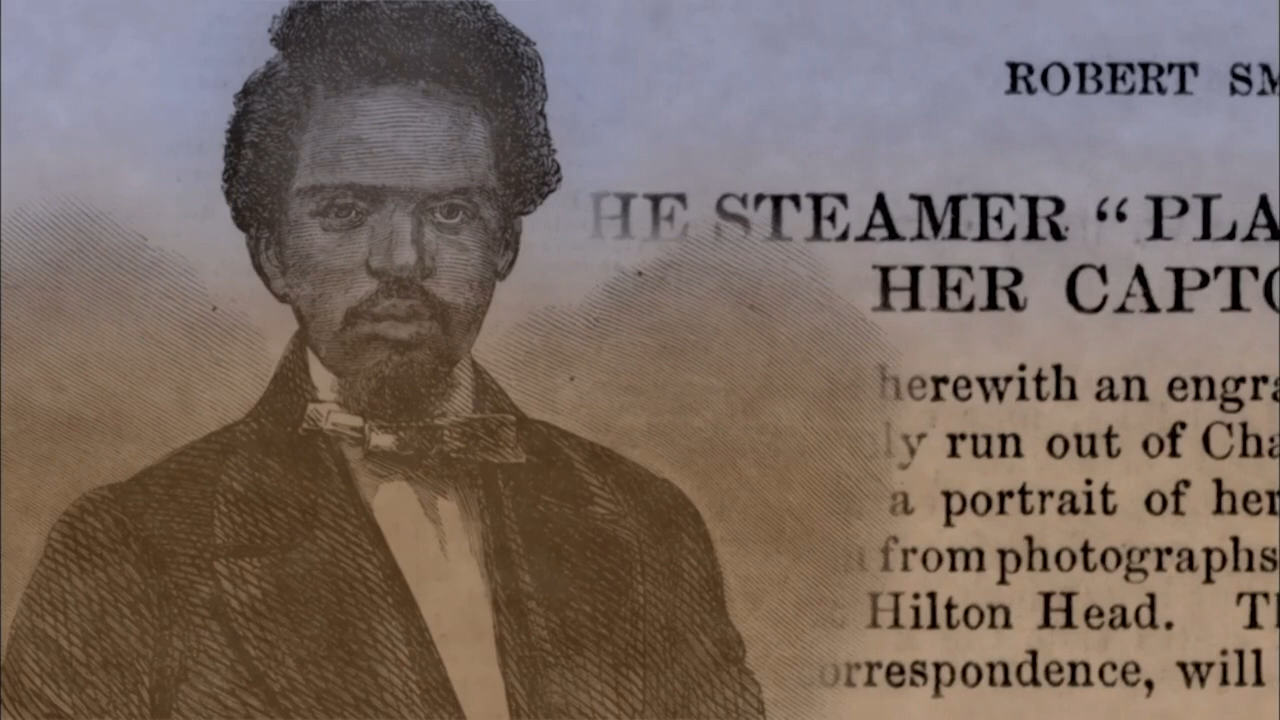 ROBERT SM
HE STEAMER “PLA
HER CAPTO
herewith an engra
ly run out of Cha
a portrait of her
from photographs
Hilton Head. Th
orrespondence, will